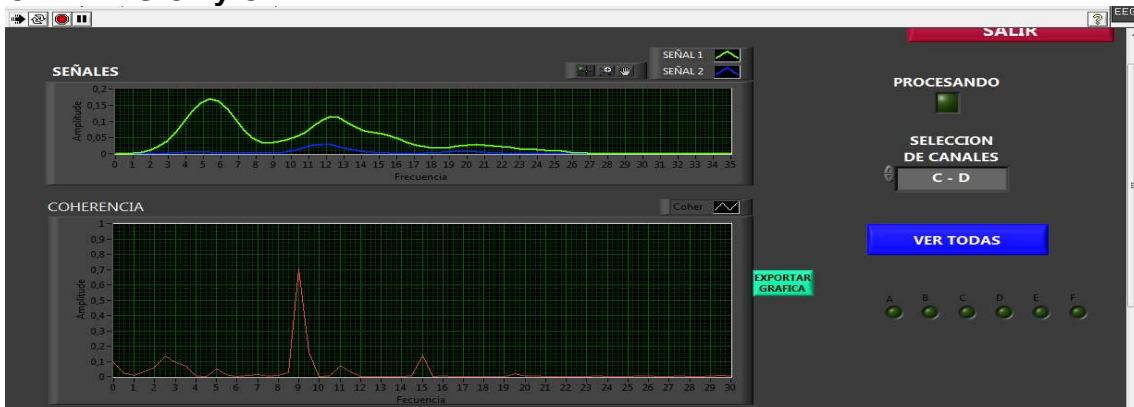 EEG
SALIR
SEÑAL 1
SEÑALES
SEÑAL 2
PROCESANDO
0,2
0,15
0,1
0,05
0
Amplitude
0 1 2 3 4 5 6 7 8 9 10 11 12 13 14 15 16 17 18 19 20 21 22 23 24 25 26 27 28 29 30 31 32 33 34 35
Frecuencia
SELECCION
DE CANALES
C - D
COHERENCIA
Coher
1
0,9
0,8
0,7
0,6
0,5
0,4
0,3
0,2
0,1
0
Amplitude
0 1 2 3 4 5 6 7 8 9 10 11 12 13 14 15 16 17 18 19 20 21 22 23 24 25 26 27 28 29 30
Fecuencia
VER TODAS
EXPORTAR
GRAFICA
A B C D E F